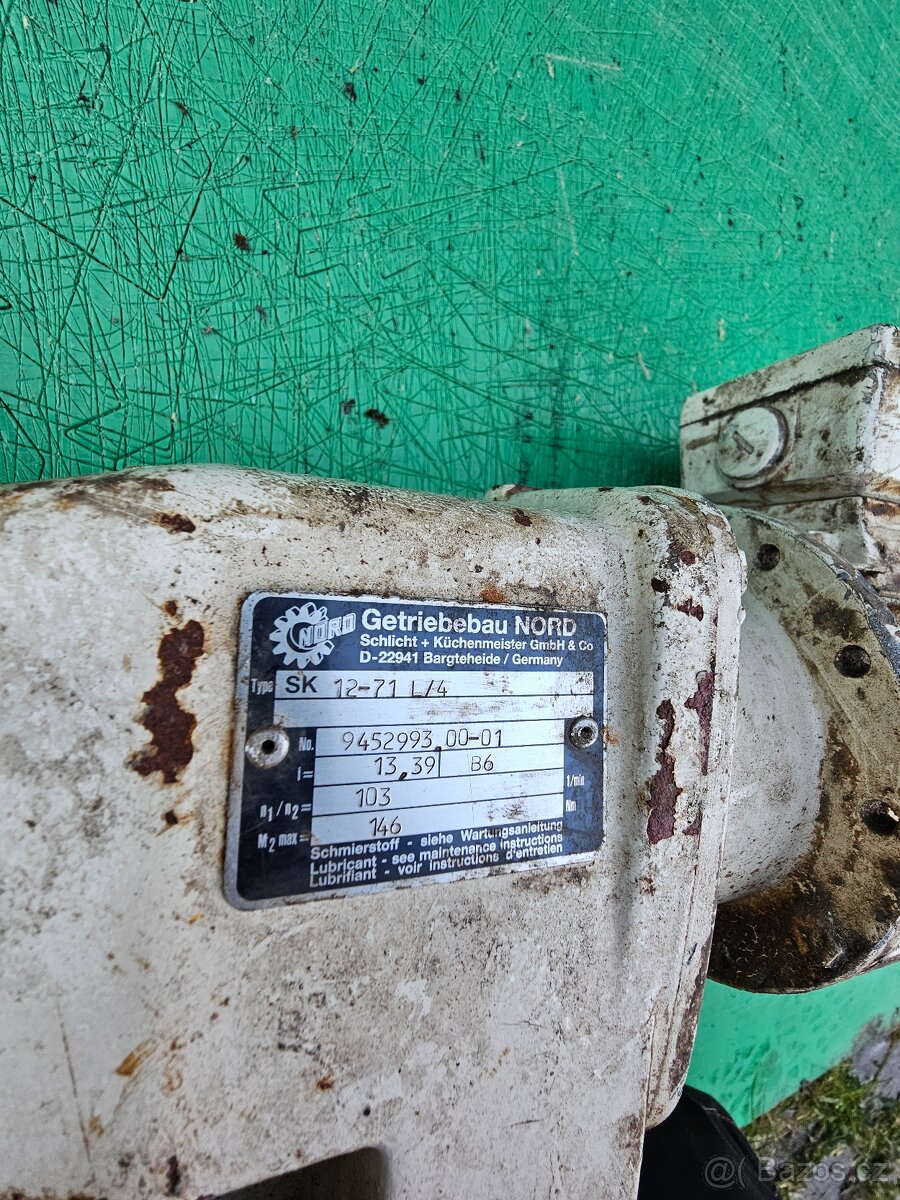 NORD
Getriebebau NORD
Schlicht + Küchenmeister GmbH & Co
D-22941 Bargteheide / Germany
Type SK 12-71 L/4
No. 9452993.00-01
i= 13,39 B6
n1/n2= 103 1/min
M2 max= 146 Nm
Schmierstoff - siehe Wartungsanleitung
Lubricant - see maintenance instructions
Lubrifiant - voir instructions d'entretien
@Bazos.cz